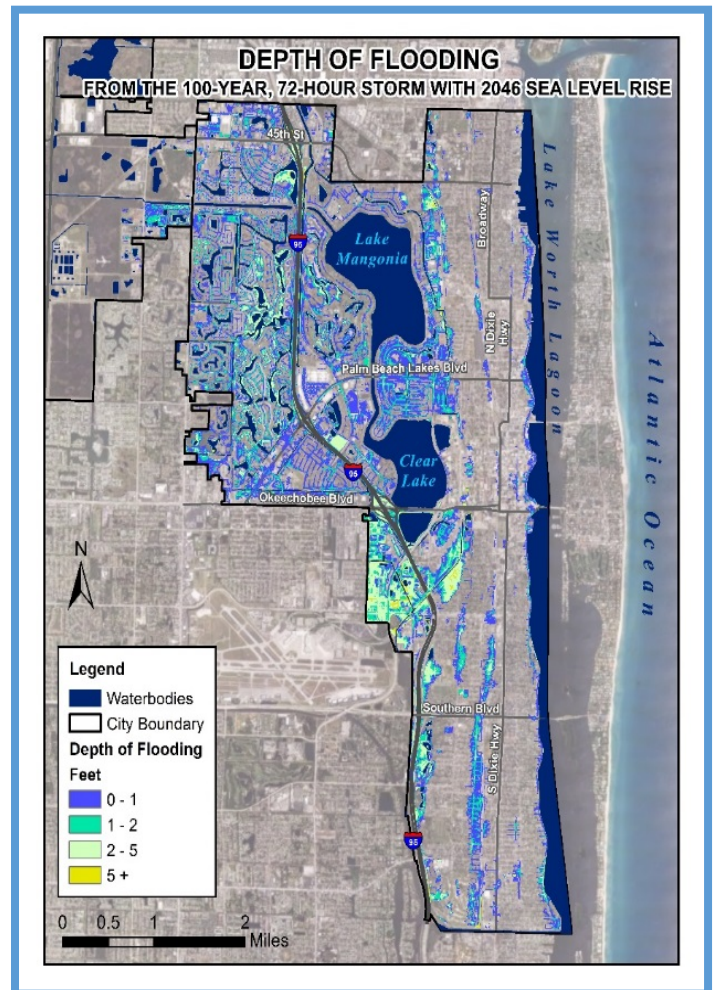 DEPTH OF FLOODING
FROM THE 100-YEAR, 72-HOUR STORM WITH 2046 SEA LEVEL RISE
45th St
Broadway
Lake Worth Lagoon
95
Lake
Mangonia
N Dixie
Hwy
Atlantic Ocean
Palm Beach Lakes Blvd
Clear
Lake
95
Okeechobee Blvd
N
Legend
Waterbodies
City Boundary
Depth of Flooding
Feet
0 - 1
1 - 2
2 - 5
5 +
Southern Blvd
S Dixie Hwy
95
0 0.5 1 2
Miles